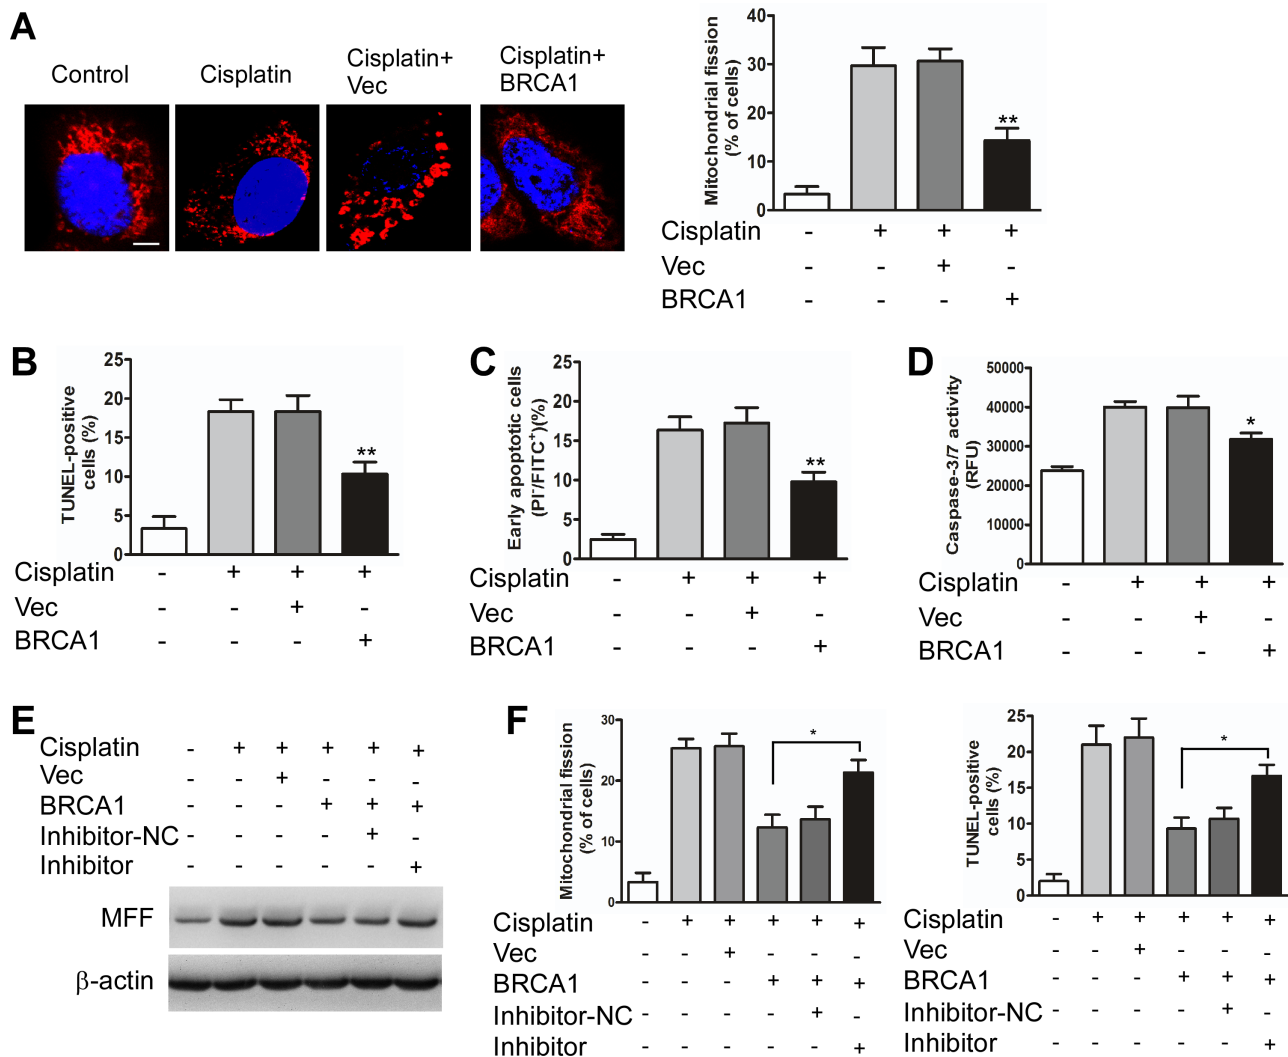 A
Control
Cisplatin
Cisplatin+
Vec
Cisplatin+
BRCA1
Mitochondrial fission
(% of cells)
40
30
20
10
0
**
Cisplatin - + + +
Vec - - + -
BRCA1 - - - +
B
TUNEL-positive
cells (%)
25
20
15
10
5
0
**
Cisplatin - + + +
Vec - - + -
BRCA1 - - - +
C
Early apoptotic cells
(PI-/FITC+)(%)
25
20
15
10
5
0
**
Cisplatin - + + +
Vec - - + -
BRCA1 - - - +
D
Caspase-3/7 activity
(RFU)
50000
40000
30000
20000
10000
0
*
Cisplatin - + + +
Vec - - + -
BRCA1 - - - +
E
Cisplatin - + + + + +
Vec - - + - - -
BRCA1 - - - + + +
Inhibitor-NC - - - - + -
Inhibitor - - - - - +
MFF
β-actin
F
Mitochondrial fission
(% of cells)
30
20
10
0
*
Cisplatin - + + + + +
Vec - - + - - -
BRCA1 - - - + + +
Inhibitor-NC - - - - + -
Inhibitor - - - - - +
TUNEL-positive
cells (%)
25
20
15
10
5
0
*
Cisplatin - + + + + +
Vec - - + - - -
BRCA1 - - - + + +
Inhibitor-NC - - - - + -
Inhibitor - - - - - +